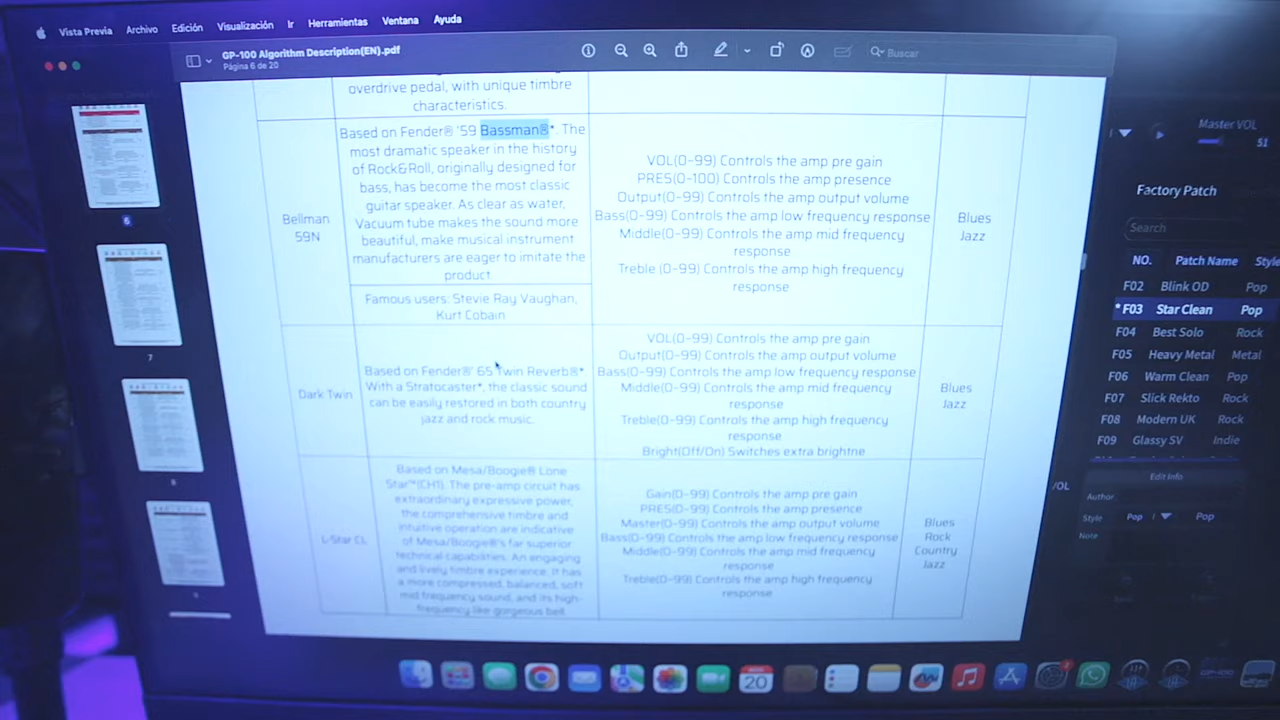 Vista Previa Archivo Edición Visualización Ir Herramientas Ventana Ayuda
GP-100 Algorithm Description(EN).pdf
Página 6 de 20
Buscar
overdrive pedal, with unique timbre
characteristics.
Bellman
59N
Based on Fender® '59 Bassman®*. The
most dramatic speaker in the history
of Rock&Roll, originally designed for
bass, has become the most classic
guitar speaker. As clear as water,
Vacuum tube makes the sound more
beautiful, make musical instrument
manufacturers are eager to imitate the
product.
Famous users: Stevie Ray Vaughan,
Kurt Cobain
VOL(0-99) Controls the amp pre gain
PRES(0-100) Controls the amp presence
Output(0-99) Controls the amp output volume
Bass(0-99) Controls the amp low frequency response
Middle(0-99) Controls the amp mid frequency
response
Treble (0-99) Controls the amp high frequency
response
Blues
Jazz
Dark Twin
Based on Fender®' 65 Twin Reverb®*
With a Stratocaster*, the classic sound
can be easily restored in both country
jazz and rock music.
VOL(0-99) Controls the amp pre gain
Output(0-99) Controls the amp output volume
Bass(0-99) Controls the amp low frequency response
Middle(0-99) Controls the amp mid frequency
response
Treble(0-99) Controls the amp high frequency
response
Bright(Off/On) Switches extra brightne
Blues
Jazz
L-Star CL
Based on Mesa/Boogie® Lone
Star™(CH1). The pre-amp circuit has
extraordinary expressive power,
the comprehensive timbre and
intuitive operation are indicative
of Mesa/Boogie®'s far superior
technical capabilities. An engaging
and lively timbre experience. It has
a more compressed, balanced, soft
mid frequency sound, and its high-
frequency like gorgeous bell.
Gain(0-99) Controls the amp pre gain
PRES(0-99) Controls the amp presence
Master(0-99) Controls the amp output volume
Bass(0-99) Controls the amp low frequency response
Middle(0-99) Controls the amp mid frequency
response
Treble(0-99) Controls the amp high frequency
response
Blues
Rock
Country
Jazz
6
7
8
9
Master VOL
51
Factory Patch
Search
NO. Patch Name Style
F02 Blink OD Pop
*F03 Star Clean Pop
F04 Best Solo Rock
F05 Heavy Metal Metal
F06 Warm Clean Pop
F07 Slick Rekto Rock
F08 Modern UK Rock
F09 Glassy SV Indie
/OL
Edit Info
Author
Style Pop / Pop
Note
20
GP-100